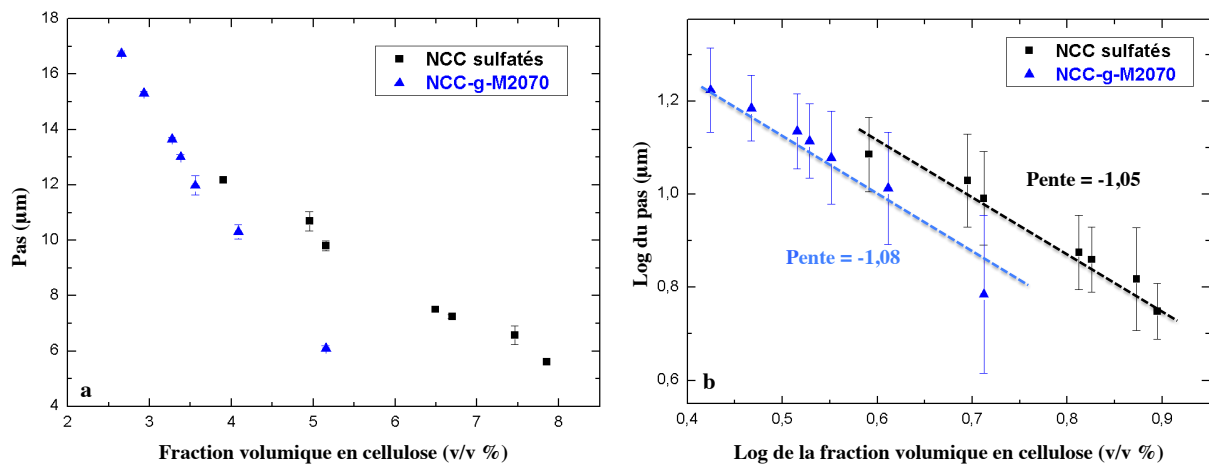 18
16
14
12
10
8
6
4
Pas (µm)
NCC sulfatés
NCC-g-M2070
a
2 3 4 5 6 7 8
Fraction volumique en cellulose (v/v %)
1,2
1,0
0,8
0,6
Log du pas (µm)
NCC sulfatés
NCC-g-M2070
Pente = -1,05
Pente = -1,08
b
0,4 0,5 0,6 0,7 0,8 0,9
Log de la fraction volumique en cellulose (v/v %)